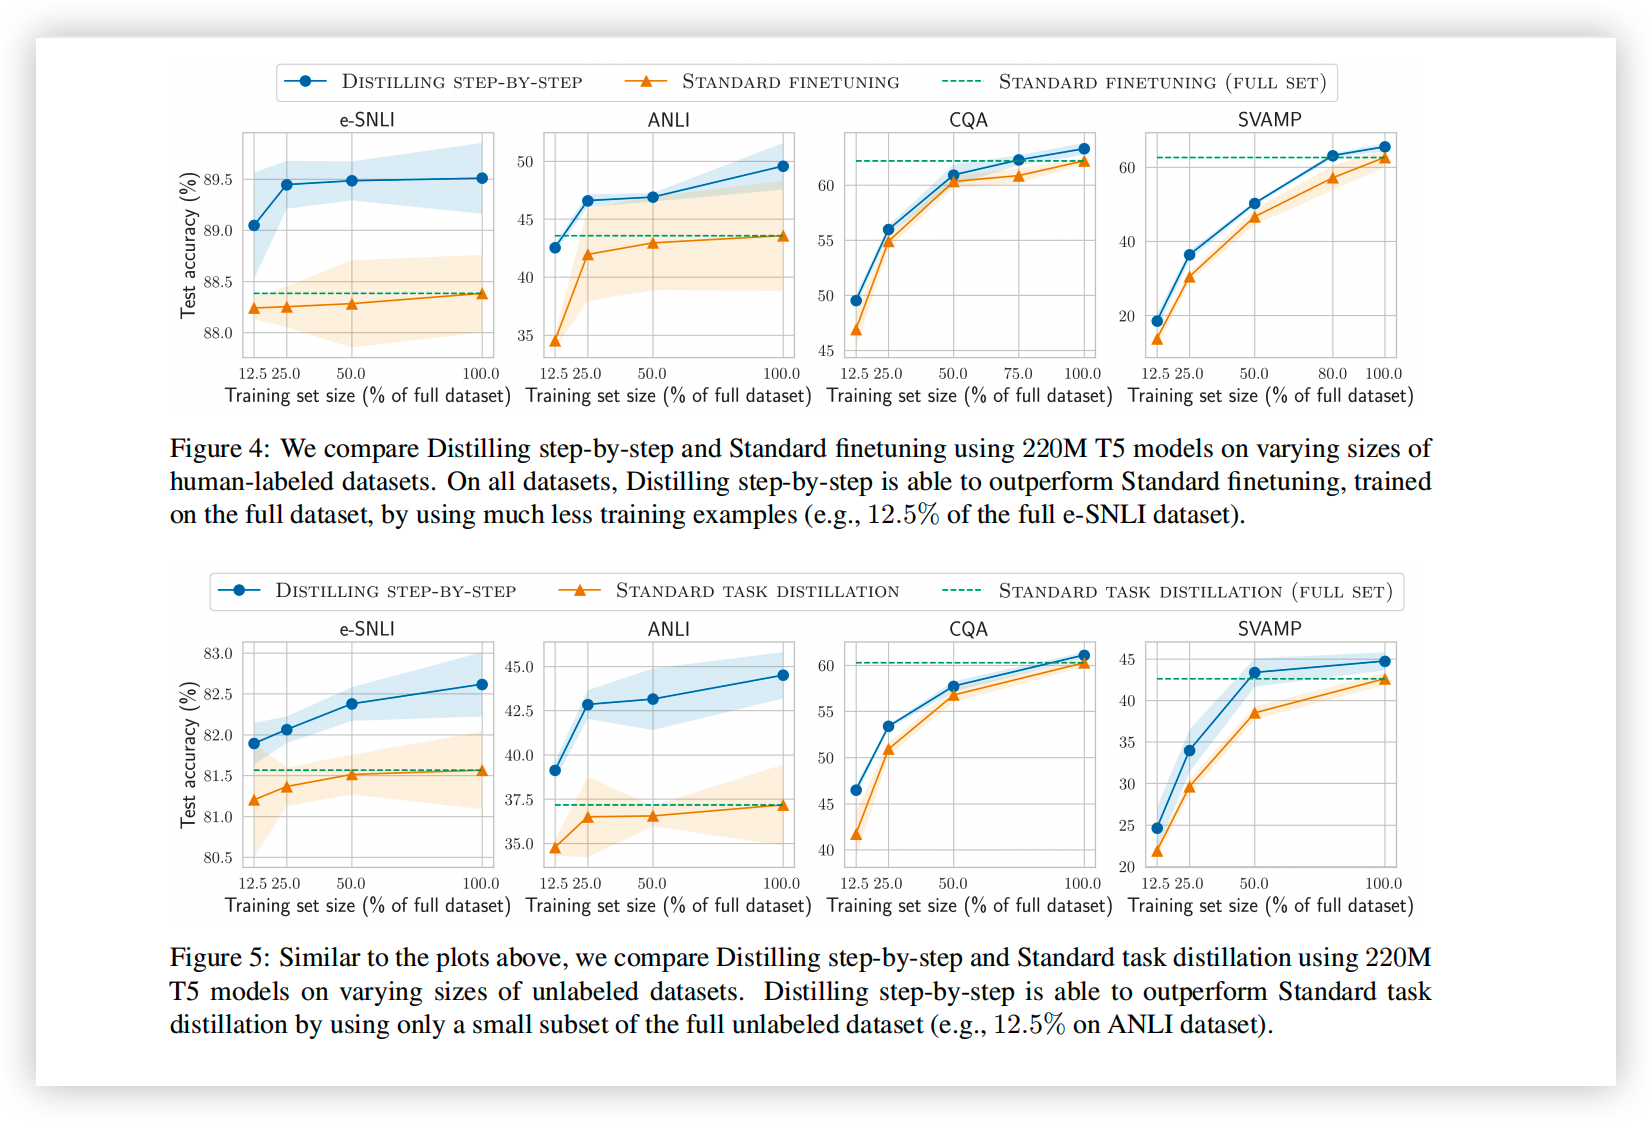 DISTILLING STEP-BY-STEP STANDARD FINETUNING STANDARD FINETUNING (FULL SET)
e-SNLI ANLI CQA SVAMP
Test accuracy (%)
89.5
89.0
88.5
88.0
50
45
40
35
60
55
50
45
60
40
20
12.5 25.0 50.0 100.0 12.5 25.0 50.0 100.0 12.5 25.0 50.0 75.0 100.0 12.5 25.0 50.0 80.0 100.0
Training set size (% of full dataset) Training set size (% of full dataset) Training set size (% of full dataset) Training set size (% of full dataset)
Figure 4: We compare Distilling step-by-step and Standard finetuning using 220M T5 models on varying sizes of
human-labeled datasets. On all datasets, Distilling step-by-step is able to outperform Standard finetuning, trained
on the full dataset, by using much less training examples (e.g., 12.5% of the full e-SNLI dataset).
DISTILLING STEP-BY-STEP STANDARD TASK DISTILLATION STANDARD TASK DISTILLATION (FULL SET)
e-SNLI ANLI CQA SVAMP
Test accuracy (%)
83.0
82.5
82.0
81.5
81.0
80.5
45.0
42.5
40.0
37.5
35.0
60
55
50
45
40
45
40
35
30
25
20
12.5 25.0 50.0 100.0 12.5 25.0 50.0 100.0 12.5 25.0 50.0 100.0 12.5 25.0 50.0 100.0
Training set size (% of full dataset) Training set size (% of full dataset) Training set size (% of full dataset) Training set size (% of full dataset)
Figure 5: Similar to the plots above, we compare Distilling step-by-step and Standard task distillation using 220M
T5 models on varying sizes of unlabeled datasets. Distilling step-by-step is able to outperform Standard task
distillation by using only a small subset of the full unlabeled dataset (e.g., 12.5% on ANLI dataset).